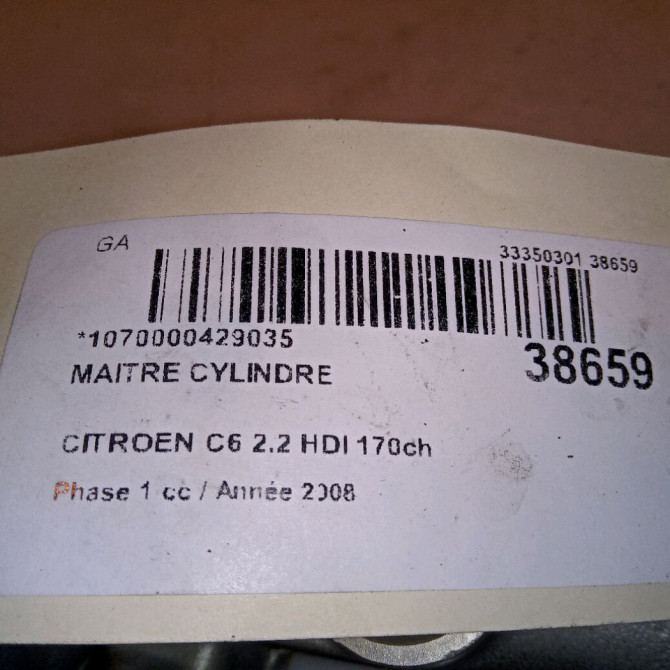 GA
33350301 38659
*1070000429035
38659
MAITRE CYLINDRE
CITROEN C6 2.2 HDI 170ch
Phase 1 cc / Année 2008